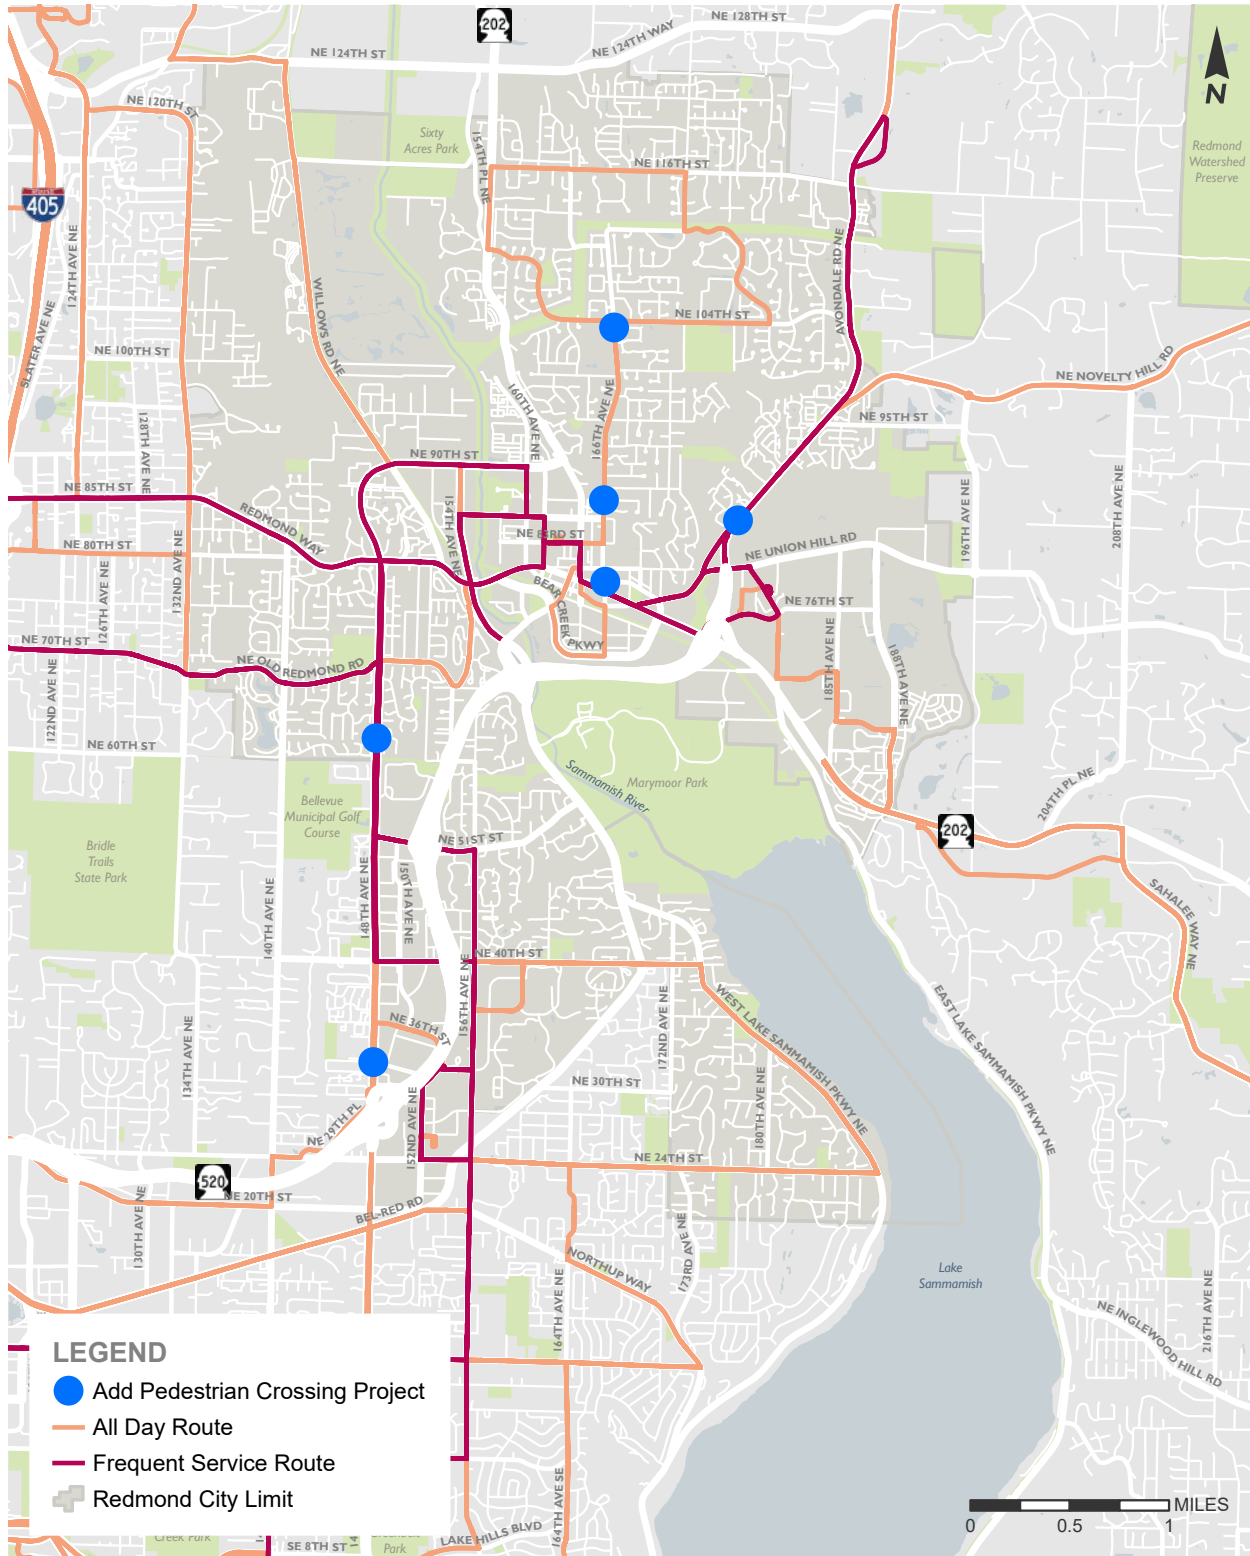 202
NE 128TH ST
NE 124TH WAY
NE 124TH ST
N
NE 120TH ST
154TH PL NE
Sixty
Acres Park
NE 116TH ST
Redmond
Watershed
Preserve
405
124TH AVE NE
SLATER AVE NE
WILLOWS RD NE
AVONDALE RD NE
NE 104TH ST
NE 100TH ST
NE NOVELTY HILL RD
160TH AVE NE
166TH AVE NE
128TH AVE NE
NE 95TH ST
NE 90TH ST
NE 85TH ST
REDMOND WAY
154TH AVE NE
NE 83RD ST
196TH AVE NE
208TH AVE NE
NE 80TH ST
132ND AVE NE
126TH AVE NE
NE UNION HILL RD
BEAR CREEK PKWY
NE 76TH ST
NE 70TH ST
NE OLD REDMOND RD
122ND AVE NE
185TH AVE NE
188TH AVE NE
NE 60TH ST
Sammamish River
Marymoor Park
204TH PL NE
Bellevue
Municipal Golf
Course
Bridle
Trails
State Park
202
NE 51ST ST
148TH AVE NE
150TH AVE NE
140TH AVE NE
SAHALEE WAY NE
NE 40TH ST
156TH AVE NE
WEST LAKE SAMMAMISH PKWY NE
EAST LAKE SAMMAMISH PKWY NE
172ND AVE NE
NE 36TH ST
134TH AVE NE
NE 30TH ST
180TH AVE NE
152ND AVE NE
NE 29TH PL
NE 24TH ST
520
NE 20TH ST
BEL-RED RD
130TH AVE NE
173RD AVE NE
NORTHUP WAY
164TH AVE NE
Lake
Sammamish
216TH AVE NE
NE INGLEWOOD HILL RD
LEGEND
Add Pedestrian Crossing Project
All Day Route
Frequent Service Route
Redmond City Limit
164TH AVE SE
LAKE HILLS BLVD
SE 8TH ST
Creek Park
Park
MILES
0 0.5 1